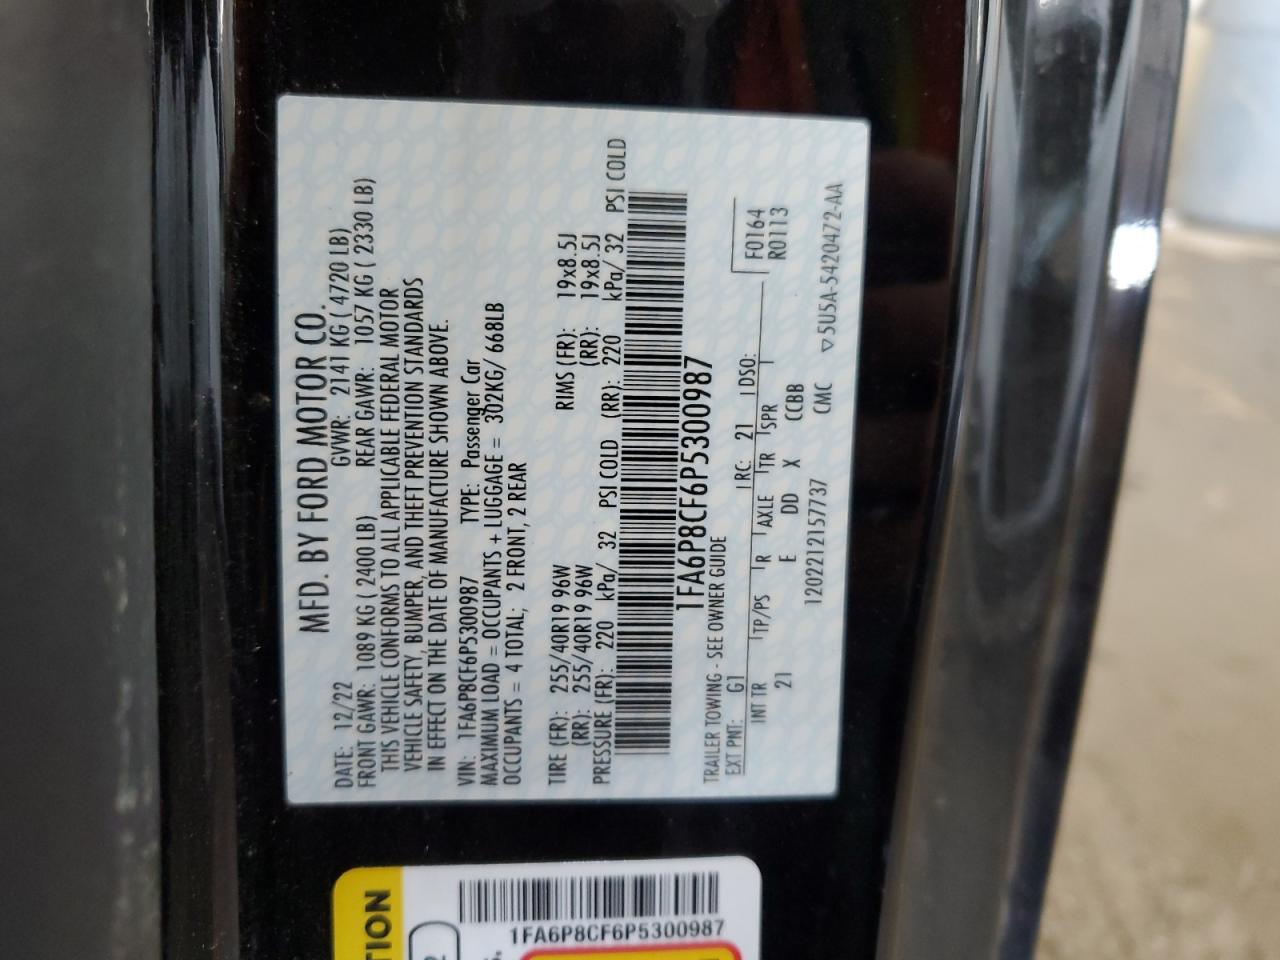 MFD. BY FORD MOTOR CO.
DATE: 12/22 GVWR: 2141 KG ( 4720 LB)
FRONT GAWR: 1089 KG ( 2400 LB) REAR GAWR: 1057 KG ( 2330 LB)
THIS VEHICLE CONFORMS TO ALL APPLICABLE FEDERAL MOTOR
VEHICLE SAFETY, BUMPER, AND THEFT PREVENTION STANDARDS
IN EFFECT ON THE DATE OF MANUFACTURE SHOWN ABOVE.
VIN: 1FA6P8CF6P5300987 TYPE: Passenger Car
MAXIMUM LOAD = OCCUPANTS + LUGGAGE = 302KG/ 668LB
OCCUPANTS = 4 TOTAL; 2 FRONT, 2 REAR
TIRE (FR): 255/40R19 96W RIMS (FR): 19x8.5J
(RR): 255/40R19 96W (RR): 19x8.5J
PRESSURE (FR): 220 kPa/ 32 PSI COLD (RR): 220 kPa/ 32 PSI COLD
1FA6P8CF6P5300987
TRAILER TOWING - SEE OWNER GUIDE
EXT PNT: G1 RC: 21 DSO: F0164
INT TR TP/PS R AXLE TR SPR R0113
21 E DD X CCBB
1202212157737 CMC ▽5U5A-5420472-AA
TION
1FA6P8CF6P5300987